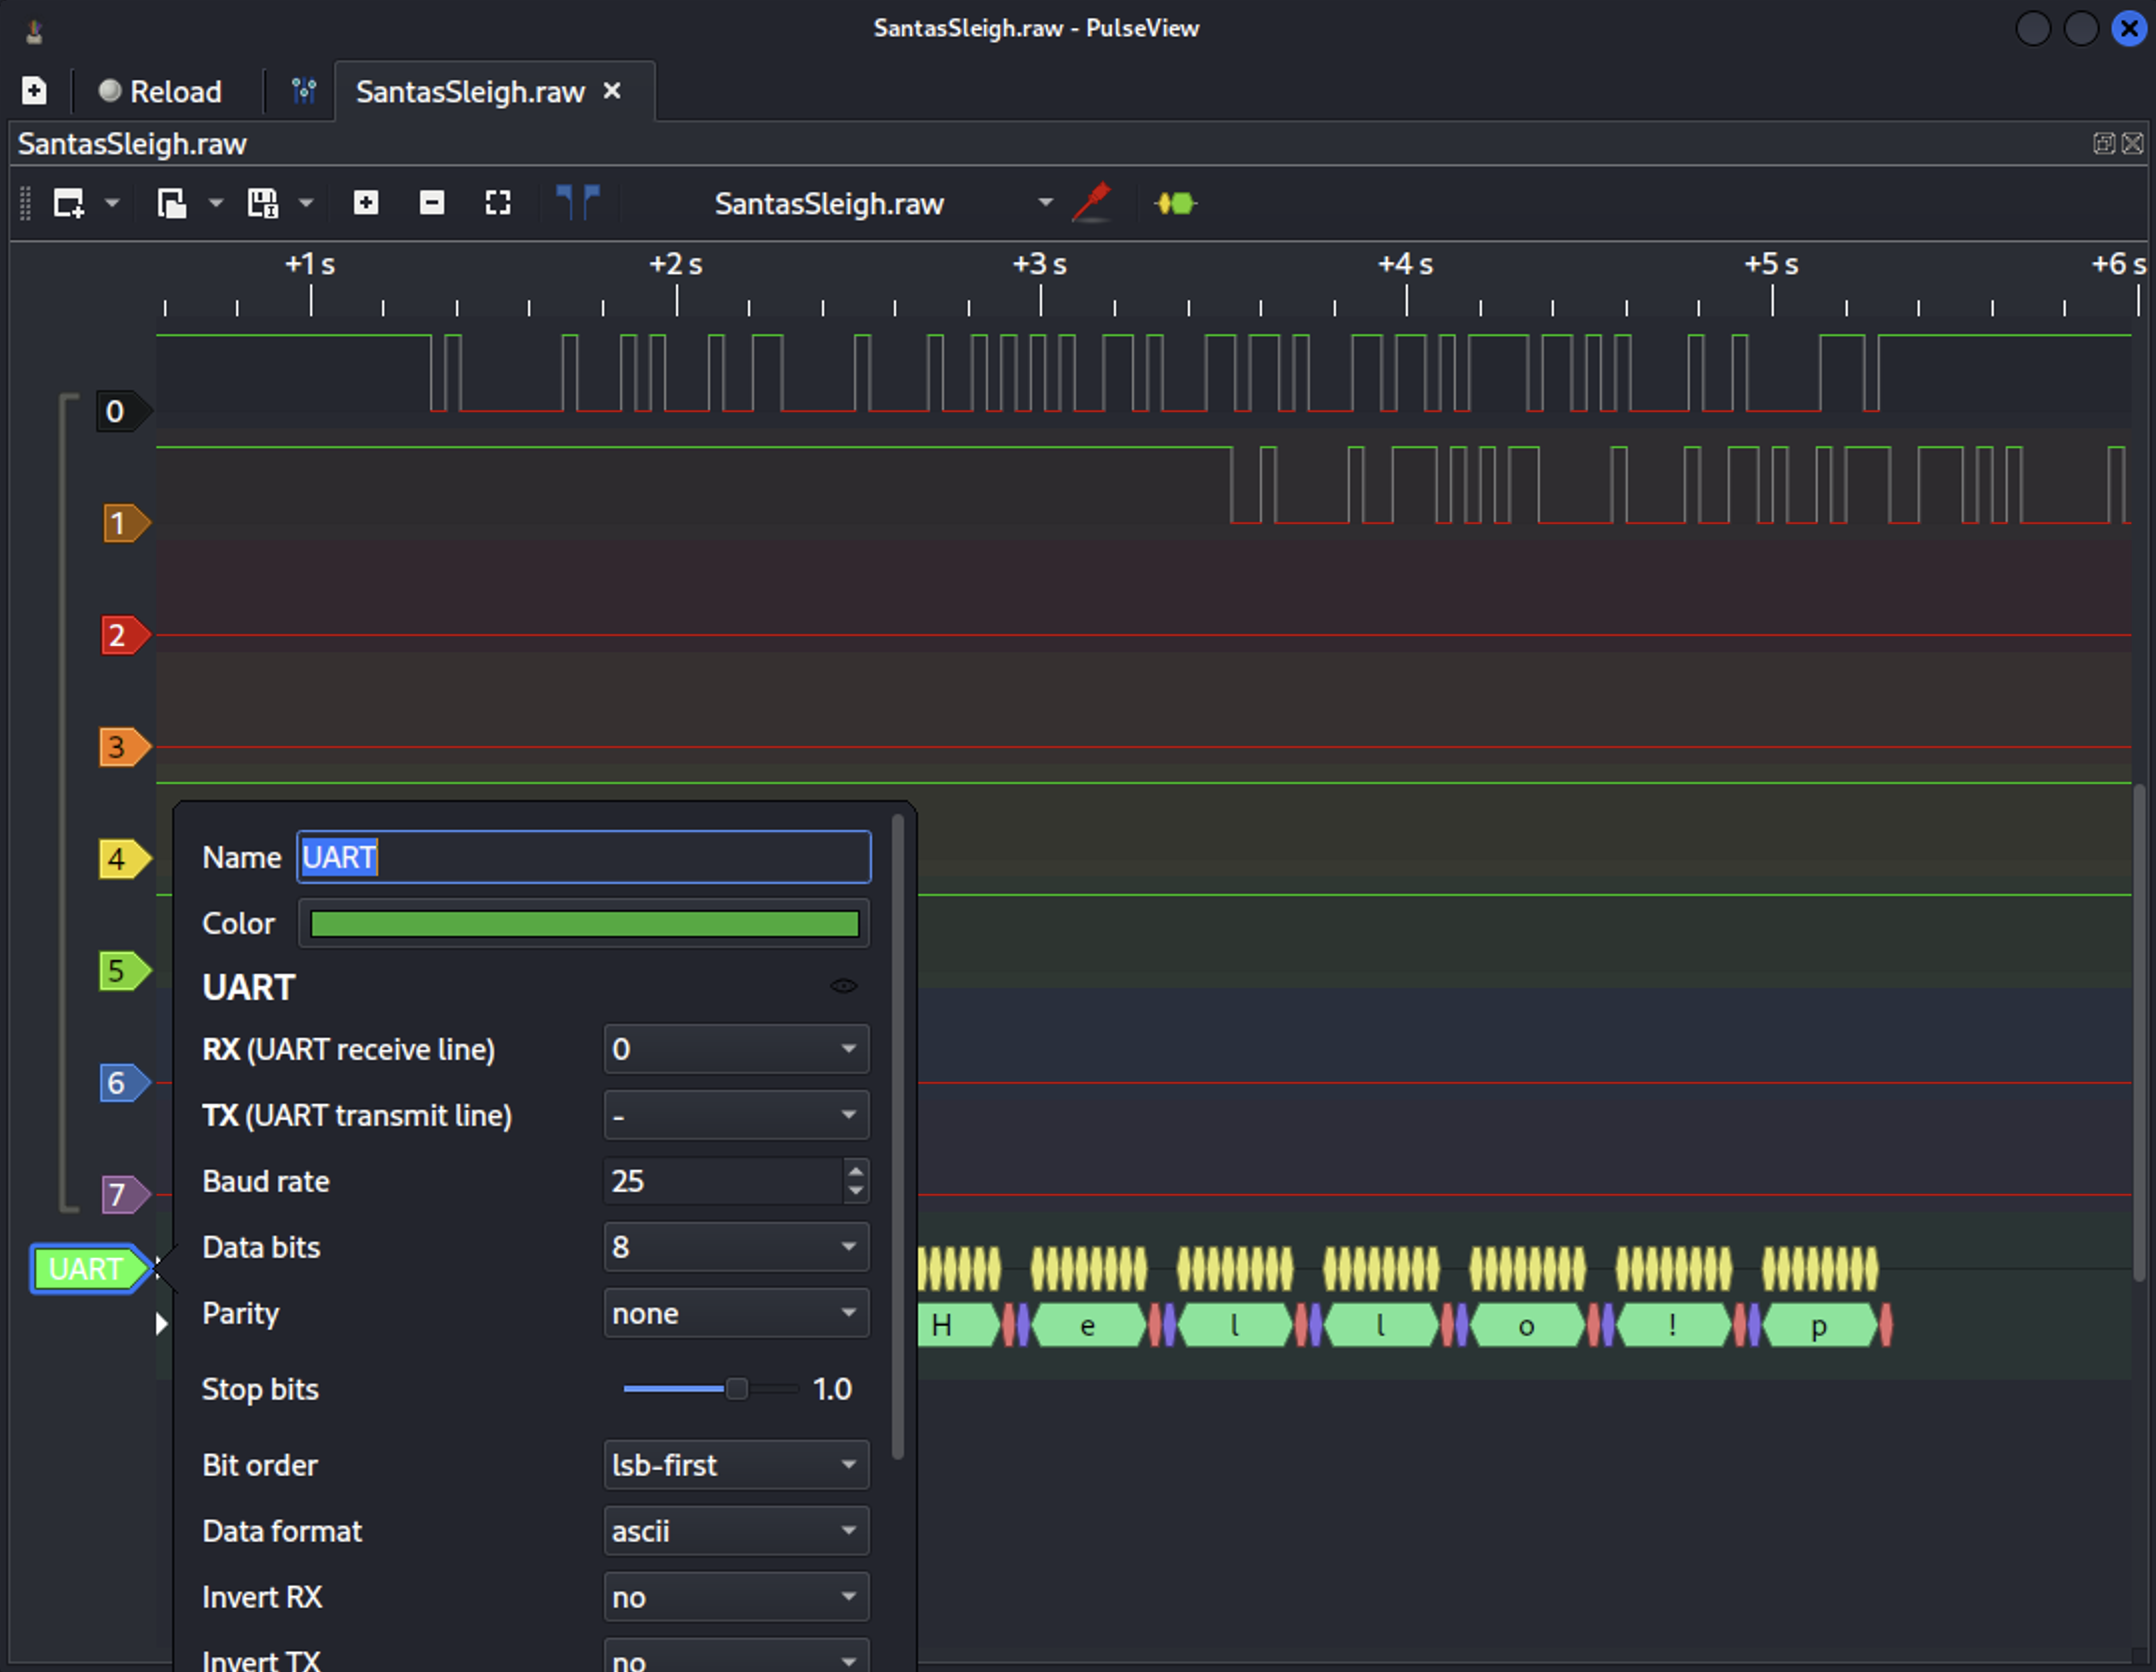 SantasSleigh.raw - PulseView
Reload
SantasSleigh.raw
SantasSleigh.raw
SantasSleigh.raw
+1 s +2 s +3 s +4 s +5 s +6 s
0
1
2
3
4
5
6
7
Name UART
Color
UART
RX (UART receive line) 0
TX (UART transmit line) -
Baud rate 25
UART
Data bits 8
Parity none
H e l l o ! p
Stop bits 1.0
Bit order lsb-first
Data format ascii
Invert RX no
Invert TX no